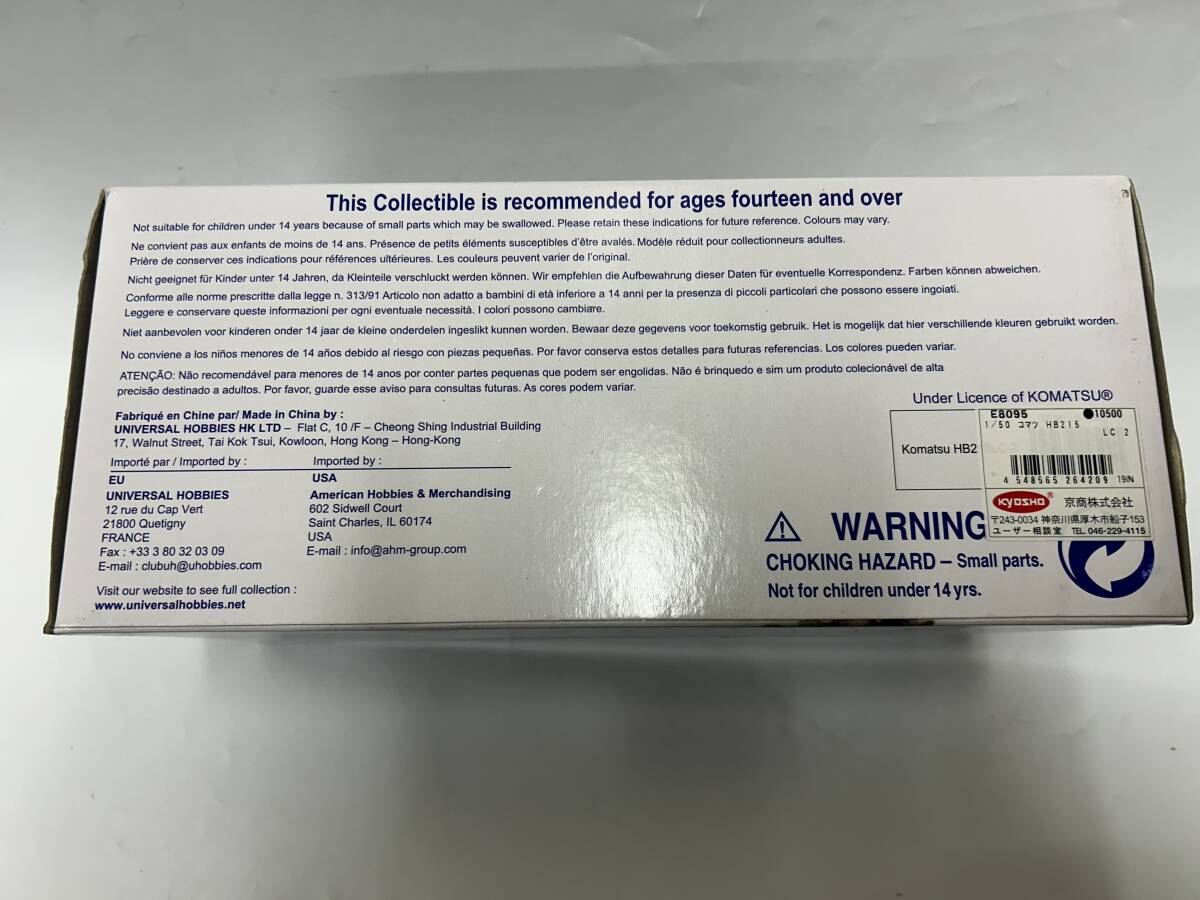 This Collectible is recommended for ages fourteen and over
Not suitable for children under 14 years because of small parts which may be swallowed. Please retain these indications for future reference. Colours may vary.
Ne convient pas aux enfants de moins de 14 ans. Présence de petits éléments susceptibles d'être avalés. Modèle réduit pour collectionneurs adultes.
Prière de conserver ces indications pour références ultérieures. Les couleurs peuvent varier de l'original.
Nicht geeignet für Kinder unter 14 Jahren, da Kleinteile verschluckt werden können. Wir empfehlen die Aufbewahrung dieser Daten für eventuelle Korrespondenz. Farben können abweichen.
Conforme alle norme prescritte dalla legge n. 313/91 Articolo non adatto a bambini di età inferiore a 14 anni per la presenza di piccoli particolari che possono essere ingoiati.
Leggere e conservare queste informazioni per ogni eventuale necessità. I colori possono cambiare.
Niet aanbevolen voor kinderen onder 14 jaar de kleine onderdelen ingeslikt kunnen worden. Bewaar deze gegevens voor toekomstig gebruik. Het is mogelijk dat hier verschillende kleuren gebruikt worden.
No conviene a los niños menores de 14 años debido al riesgo con piezas pequeñas. Por favor conserva estos detalles para futuras referencias. Los colores pueden variar.
ATENÇÃO: Não recomendável para menores de 14 anos por conter partes pequenas que podem ser engolidas. Não é brinquedo e sim um produto colecionável de alta
precisão destinado a adultos. Por favor, guarde esse aviso para consultas futuras. As cores podem variar.
Fabriqué en Chine par/ Made in China by :
UNIVERSAL HOBBIES HK LTD – Flat C, 10 /F – Cheong Shing Industrial Building
17, Walnut Street, Tai Kok Tsui, Kowloon, Hong Kong – Hong-Kong
Importé par / Imported by :
EU
UNIVERSAL HOBBIES
12 rue du Cap Vert
21800 Quetigny
FRANCE
Fax : +33 3 80 32 03 09
E-mail : clubuh@uhobbies.com
Imported by :
USA
American Hobbies & Merchandising
602 Sidwell Court
Saint Charles, IL 60174
USA
E-mail : info@ahm-group.com
Visit our website to see full collection :
www.universalhobbies.net
Under Licence of KOMATSU®
Komatsu HB2
E8095 ●10500
1/50 コマツ HB215
LC 2
4 548565 264209 19IN
KYOSHO® 京商株式会社
〒243-0034 神奈川県厚木市船子153
ユーザー相談室 TEL.046-229-4115
WARNING
CHOKING HAZARD – Small parts.
Not for children under 14 yrs.